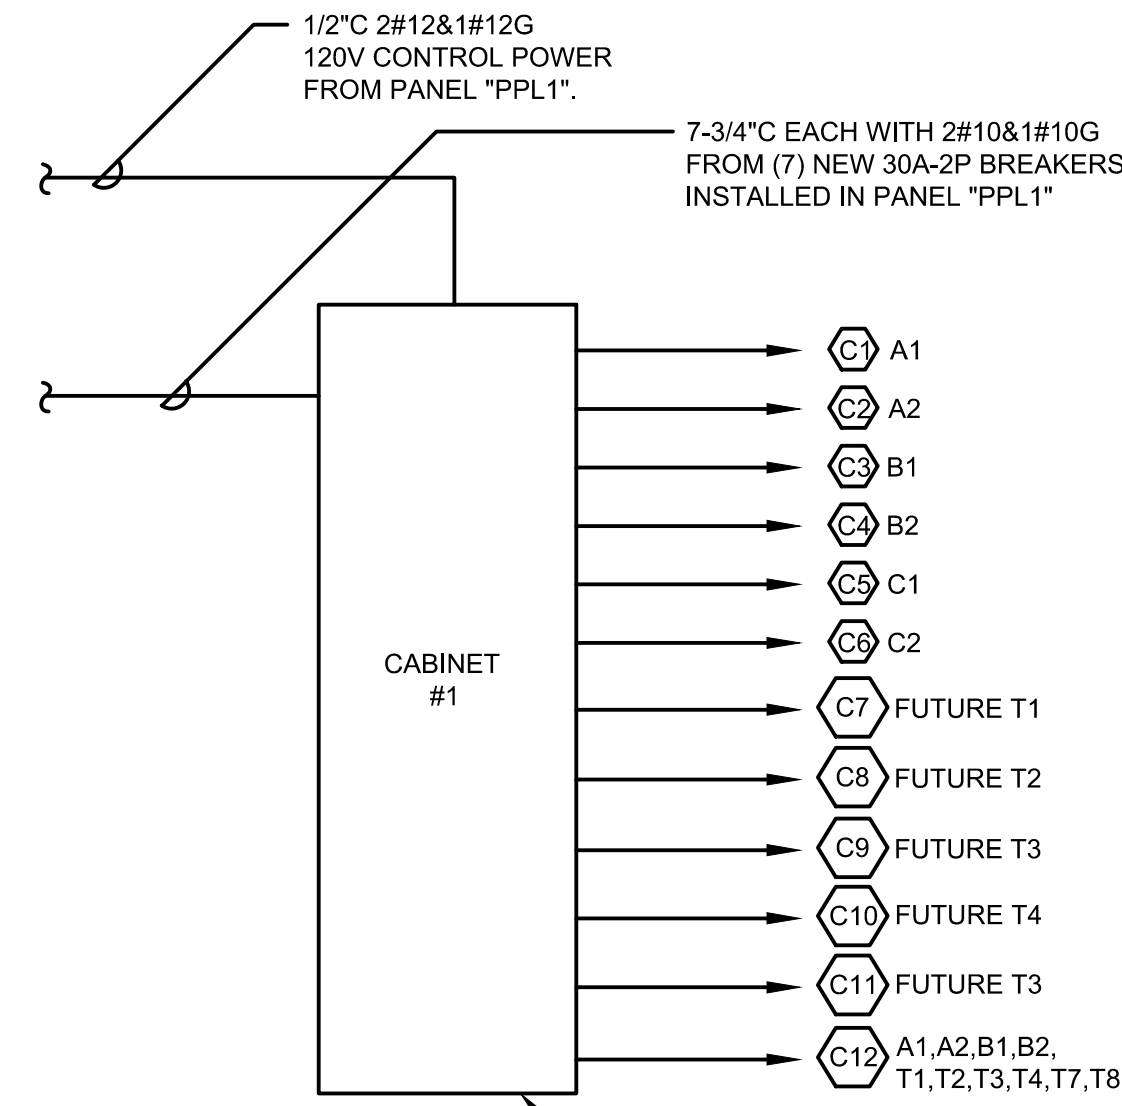 1/2"C 2#12&1#12G
120V CONTROL POWER
FROM PANEL "PPL1".
7-3/4"C EACH WITH 2#10&1#10G
FROM (7) NEW 30A-2P BREAKERS
INSTALLED IN PANEL "PPL1"
CABINET
#1
C1 A1
C2 A2
C3 B1
C4 B2
C5 C1
C6 C2
C7 FUTURE T1
C8 FUTURE T2
C9 FUTURE T3
C10 FUTURE T4
C11 FUTURE T3
C12 A1,A2,B1,B2,
T1,T2,T3,T4,T7,T8